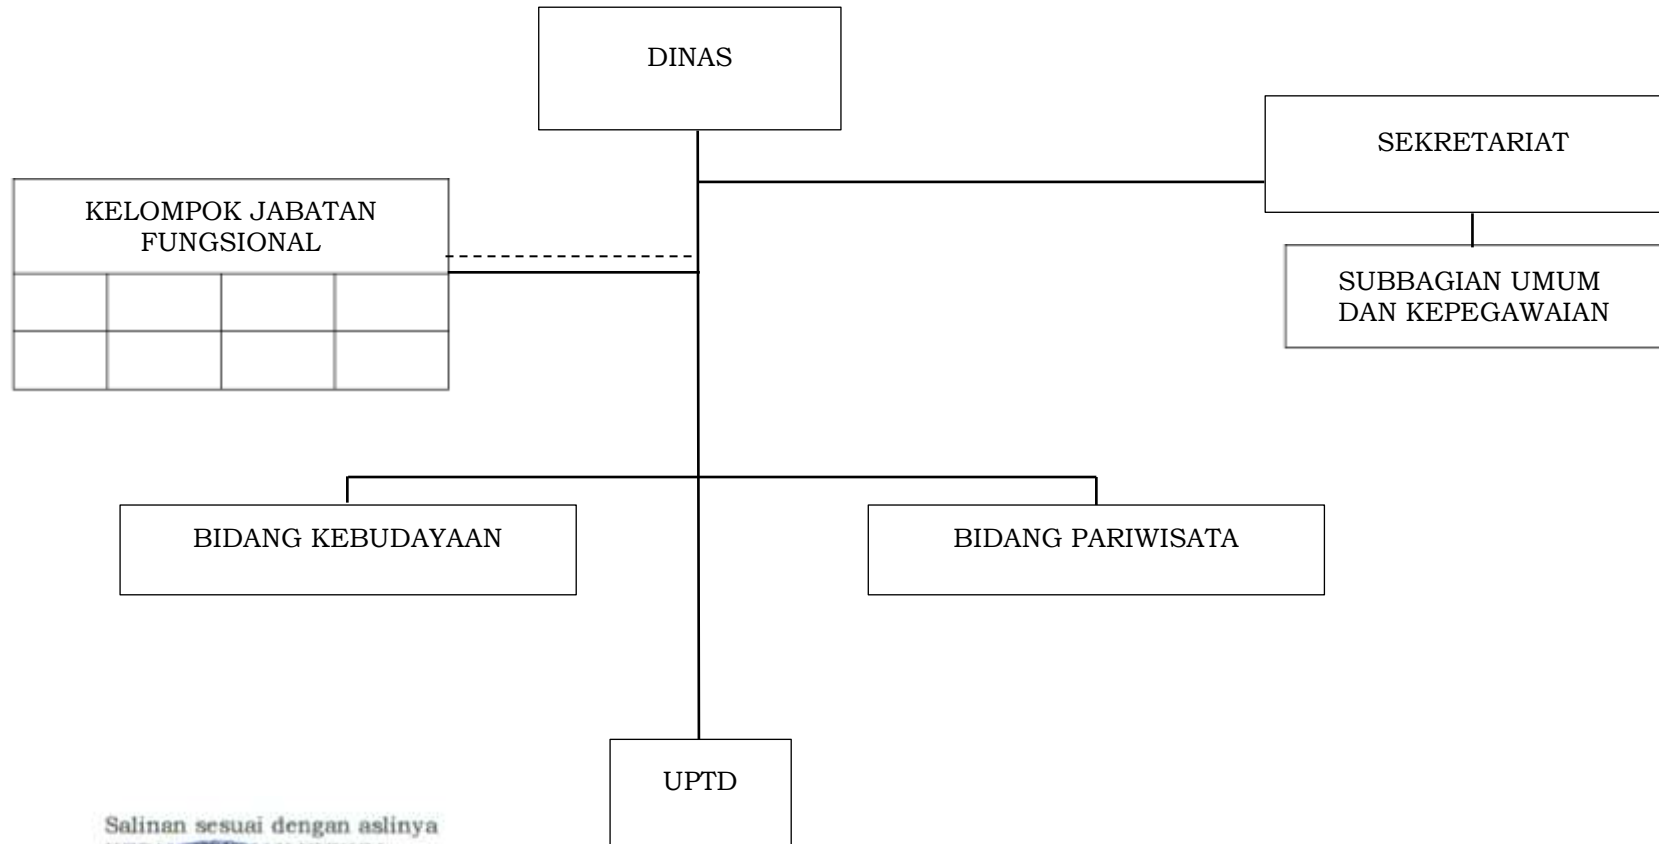 DINAS
SEKRETARIAT
KELOMPOK JABATAN
FUNGSIONAL
SUBBAGIAN UMUM
DAN KEPEGAWAIAN
BIDANG KEBUDAYAAN
BIDANG PARIWISATA
UPTD
Salinan sesuai dengan aslinya